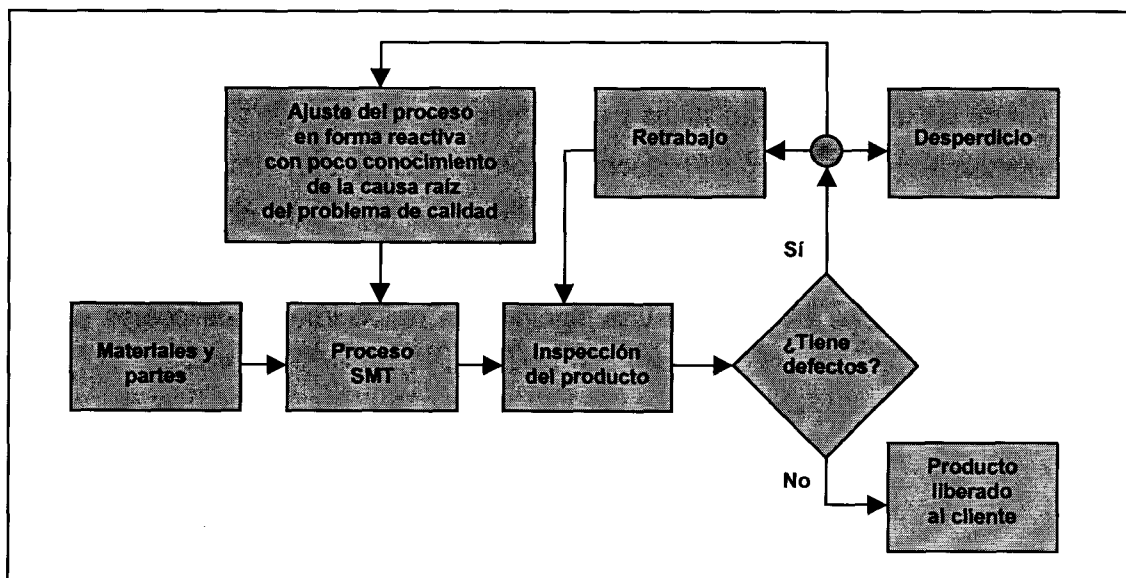 Ajuste del proceso
en forma reactiva
con poco conocimiento
de la causa raíz
del problema de calidad
Retrabajo
Desperdicio
Sí
Materiales y
partes
Proceso
SMT
Inspección
del producto
¿Tiene
defectos?
No
Producto
liberado
al cliente